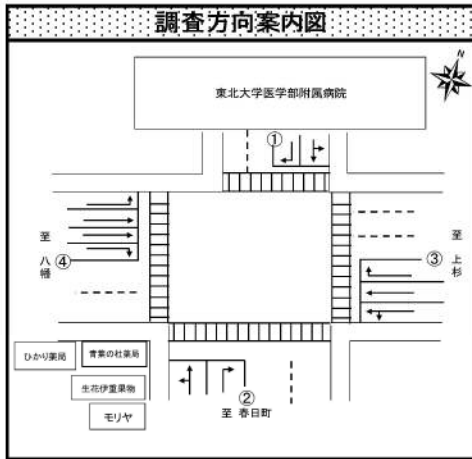 調査方向案内図
N
東北大学医学部附属病院
①
至 八幡
④
至 上杉
③
ひかり薬局
青葉の杜薬局
生花伊重果物
モリヤ
②
至 春日町